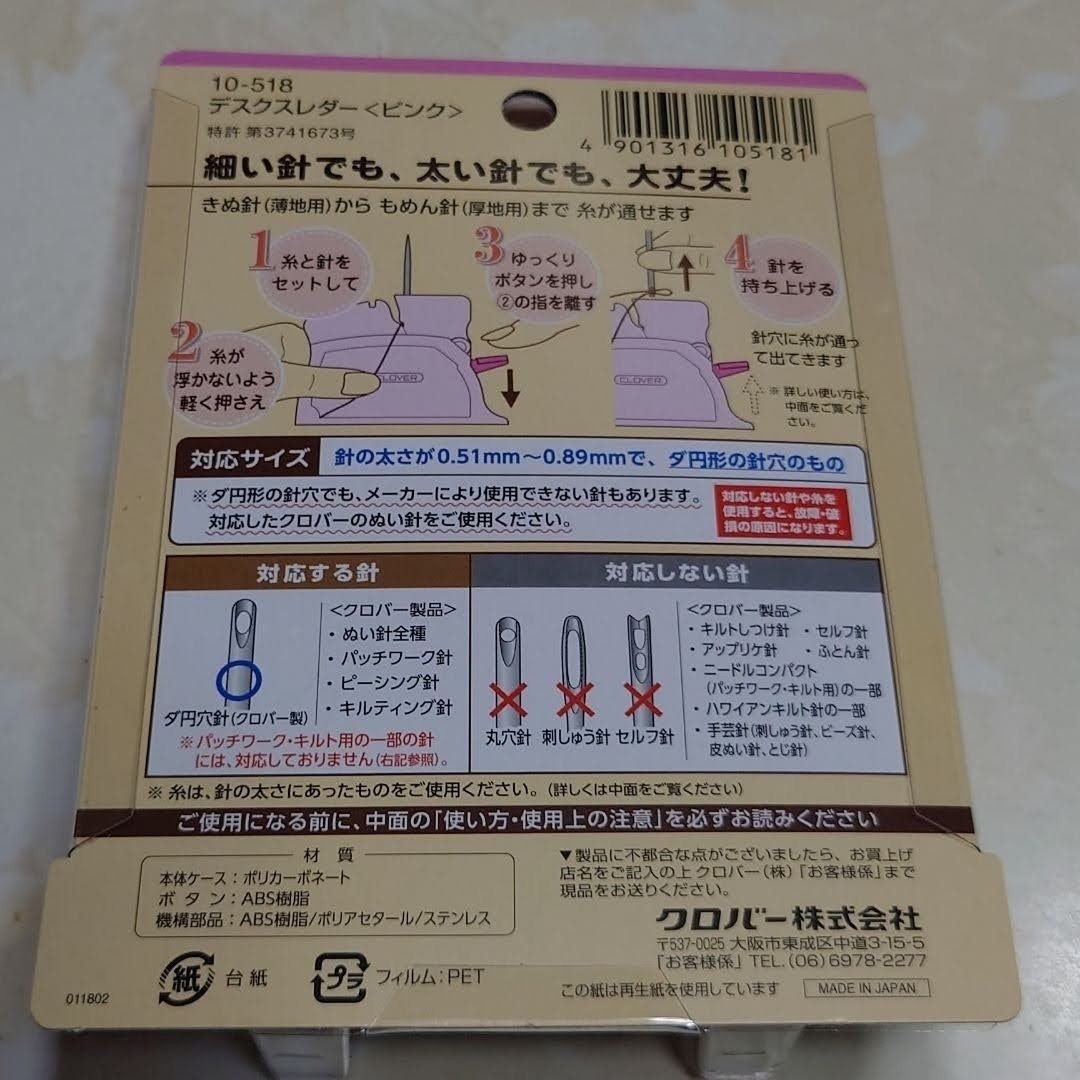 10-518
デスクスレダー<ピンク>
特許 第3741673号
4 901316 105181
細い針でも、太い針でも、大丈夫!
きぬ針(薄地用)から もめん針(厚地用)まで 糸が通せます
1 糸と針を
セットして
2 糸が
浮かないよう
軽く押さえ
3 ゆっくり
ボタンを押し
②の指を離す
4 針を
持ち上げる
針穴に糸が通っ
て出てきます
※ 詳しい使い方は、
中面をご覧くだ
さい。
CLOVER
CLOVER
対応サイズ 針の太さが0.51mm〜0.89mmで、ダ円形の針穴のもの
※ダ円形の針穴でも、メーカーにより使用できない針もあります。
対応したクロバーのぬい針をご使用ください。
対応しない針や糸を
使用すると、故障・破
損の原因になります。
対応する針
ダ円穴針(クロバー製)
<クロバー製品>
・ぬい針全種
・パッチワーク針
・ピーシング針
・キルティング針
※パッチワーク・キルト用の一部の針
には、対応しておりません(右記参照)。
対応しない針
丸穴針 刺しゅう針 セルフ針
<クロバー製品>
・キルトしつけ針 ・セルフ針
・アップリケ針 ・ふとん針
・ニードルコンパクト
(パッチワーク・キルト用)の一部
・ハワイアンキルト針の一部
・手芸針(刺しゅう針、ビーズ針、
皮ぬい針、とじ針)
※ 糸は、針の太さにあったものをご使用ください。(詳しくは中面をご覧ください)
ご使用になる前に、中面の「使い方・使用上の注意」を必ずお読みください
材 質
本体ケース:ポリカーボネート
ボ タ ン:ABS樹脂
機構部品:ABS樹脂/ポリアセタール/ステンレス
紙 台紙
プラ フィルム:PET
011802
▼製品に不都合な点がございましたら、お買上げ
店名をご記入の上 クロバー(株)「お客様係」まで
現品をお送りください。
クロバー株式会社
〒537-0025 大阪市東成区中道3-15-5
「お客様係」TEL.(06)6978-2277
この紙は再生紙を使用しています
MADE IN JAPAN